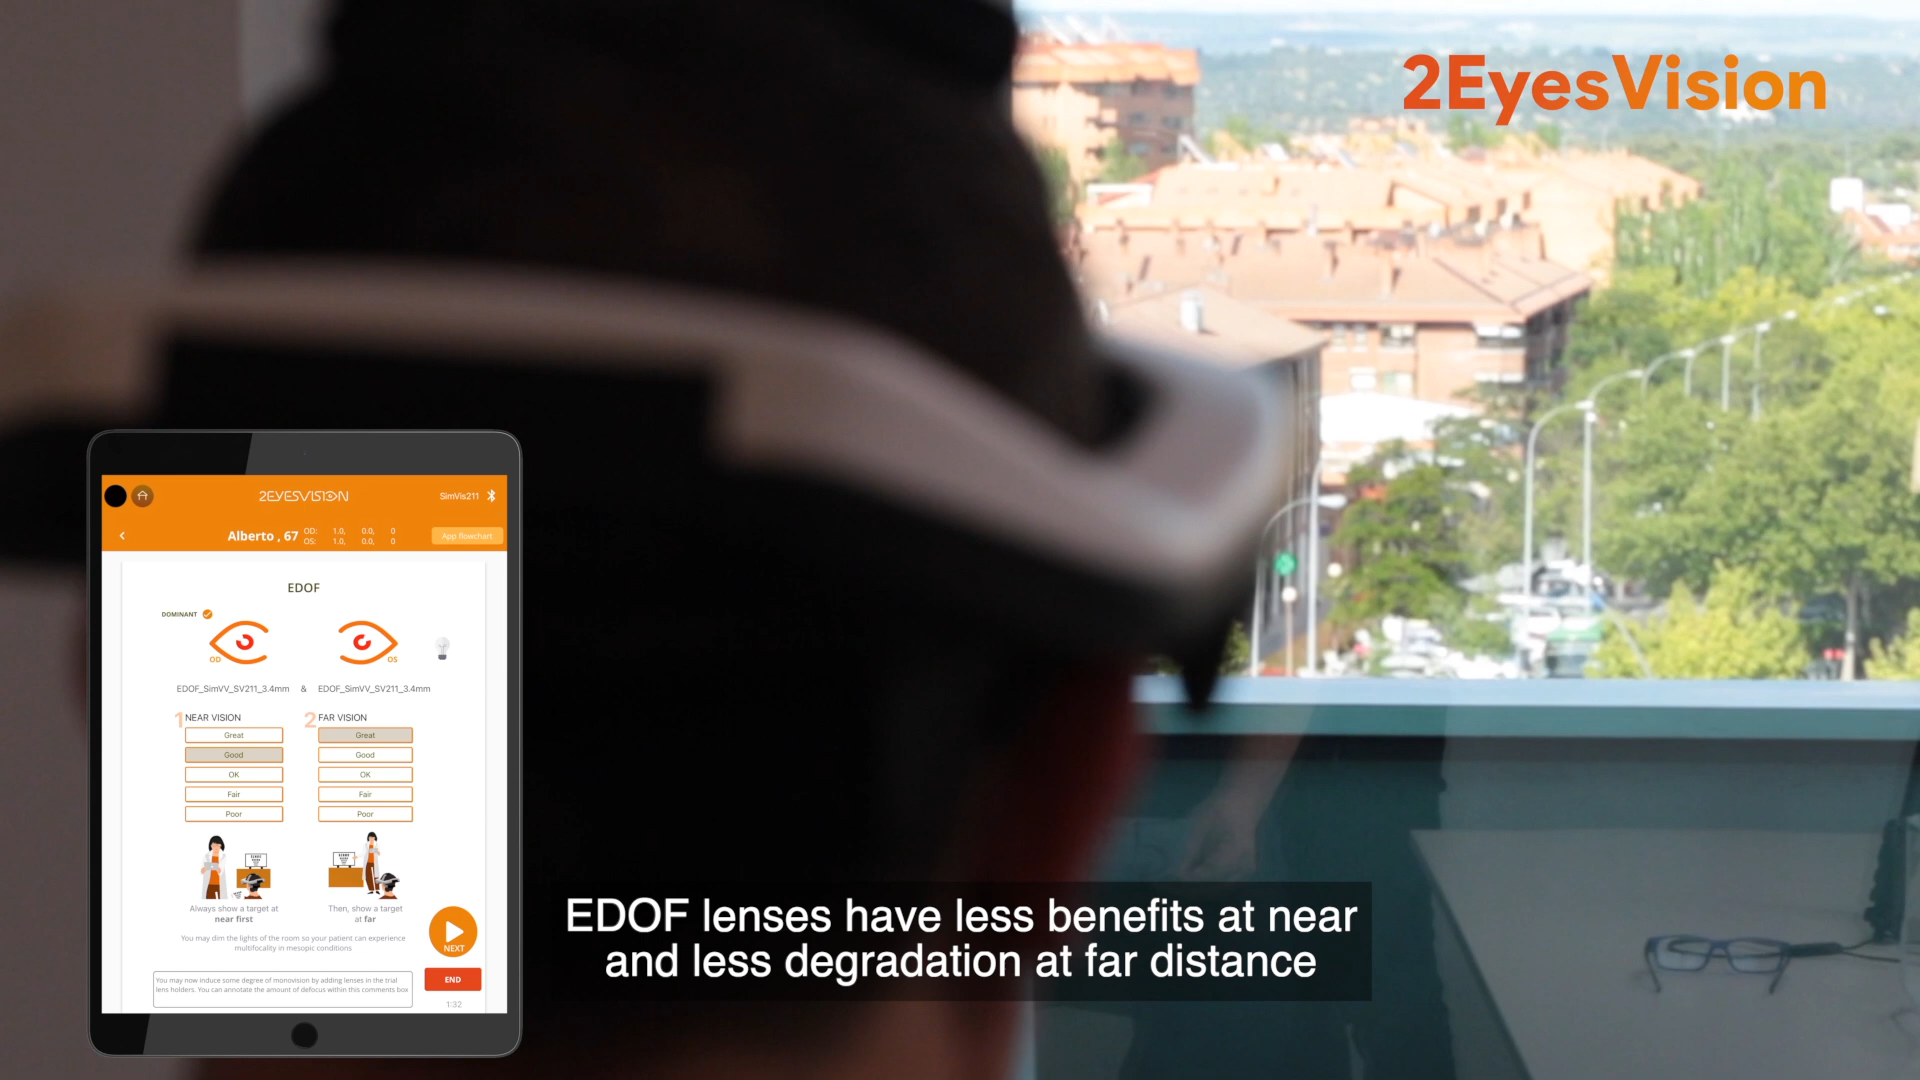 2EyesVision
2EYESVISION
SimVis211
Alberto , 67
OD: 1.0, 0.0, 0
OS: 1.0, 0.0, 0
App flowchart
EDOF
DOMINANT
OD
OS
EDOF_SimVV_SV211_3.4mm & EDOF_SimVV_SV211_3.4mm
1 NEAR VISION
Great
Good
OK
Fair
Poor
2 FAR VISION
Great
Good
OK
Fair
Poor
Always show a target at
near first
Then, show a target
at far
You may dim the lights of the room so your patient can experience
multifocality in mesopic conditions
NEXT
You may now induce some degree of monovision by adding lenses in the trial
lens holders. You can annotate the amount of defocus within this comments box
END
1:32
EDOF lenses have less benefits at near
and less degradation at far distance